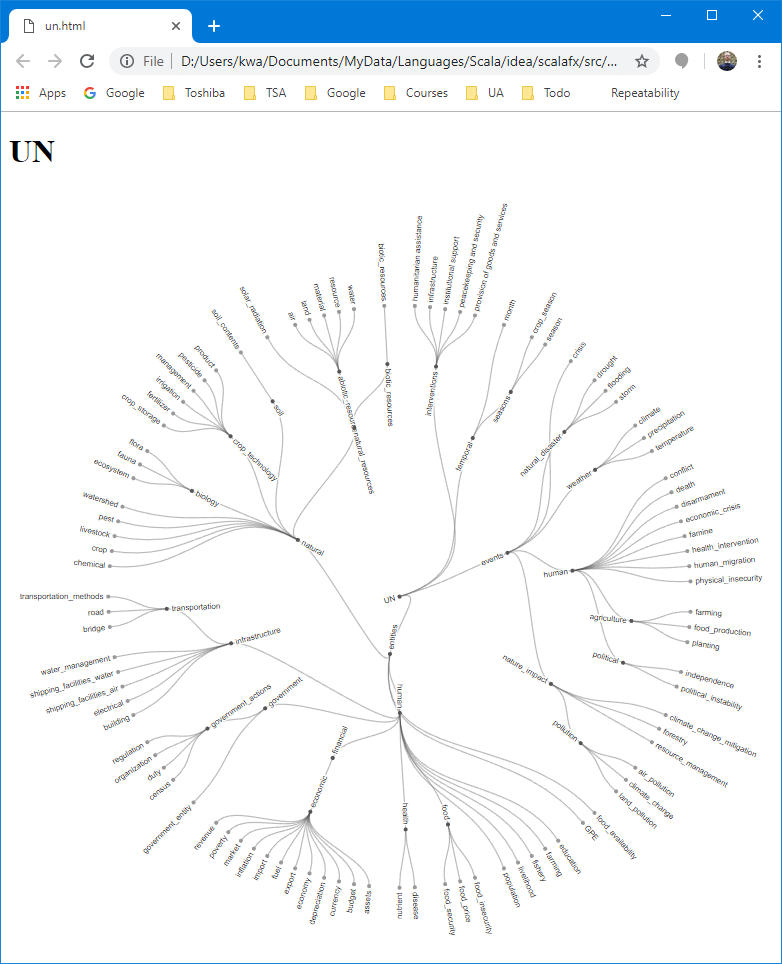 un.html
File
D:/Users/kwa/Documents/MyData/Languages/Scala/idea/scalafx/src/...
Apps
Google
Toshiba
TSA
Google
Courses
UA
Todo
Repeatability
UN
UN
events
temporal
interventions
humanitarian assistance
infrastructure
institutional support
peacekeeping and security
provision of goods and services
month
seasons
crop_season
season
crisis
natural_disaster
drought
flooding
storm
weather
climate
precipitation
temperature
human
conflict
death
disarmament
economic_crisis
famine
health_intervention
human_migration
physical_insecurity
agriculture
farming
food_production
planting
political
independence
political_instability
nature_impact
climate_change_mitigation
forestry
resource_management
pollution
air_pollution
climate_change
land_pollution
entities
human
food_availability
GPE
education
farming
fishery
livelihood
population
food
food_insecurity
food_price
food_security
health
disease
nutrient
financial
economic
assets
budget
currency
depreciation
economy
export
fuel
import
inflation
market
poverty
revenue
government
government_entity
government_actions
census
duty
organization
regulation
infrastructure
building
electrical
shipping_facilities_air
shipping_facilities_water
water_management
transportation
bridge
road
transportation_methods
natural
chemical
crop
livestock
pest
watershed
biology
ecosystem
fauna
flora
crop_technology
crop_storage
fertilizer
irrigation
management
pesticide
product
soil
soil_contents
natural_resources
solar_radiation
air
land
material
resource
water
biotic_resources
biotic_resources